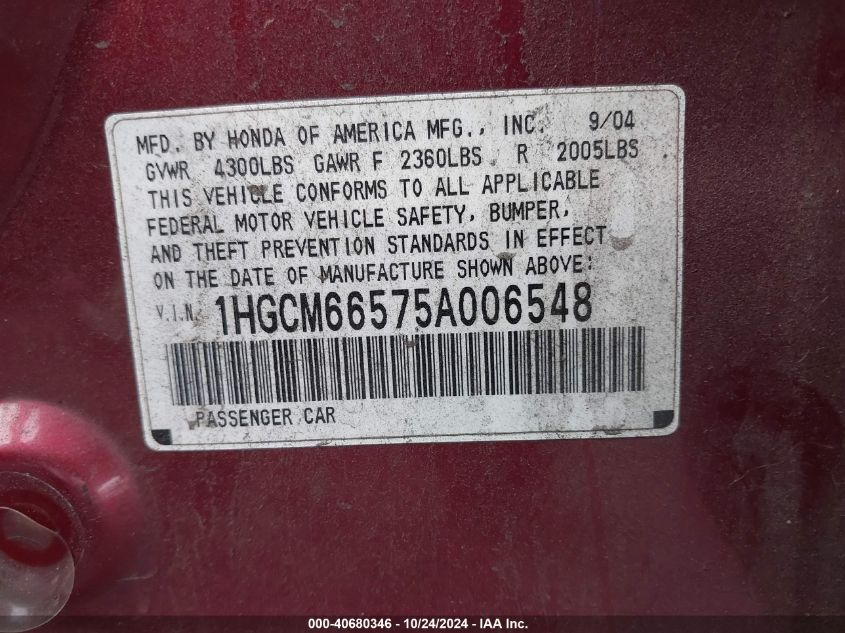 MFD. BY HONDA OF AMERICA MFG., INC. 9/04
GVWR 4300LBS GAWR F 2360LBS R 2005LBS
THIS VEHICLE CONFORMS TO ALL APPLICABLE
FEDERAL MOTOR VEHICLE SAFETY, BUMPER,
AND THEFT PREVENTION STANDARDS IN EFFECT
ON THE DATE OF MANUFACTURE SHOWN ABOVE:
V.I.N. 1HGCM66575A006548
PASSENGER CAR
000-40680346 - 10/24/2024 - IAA Inc.